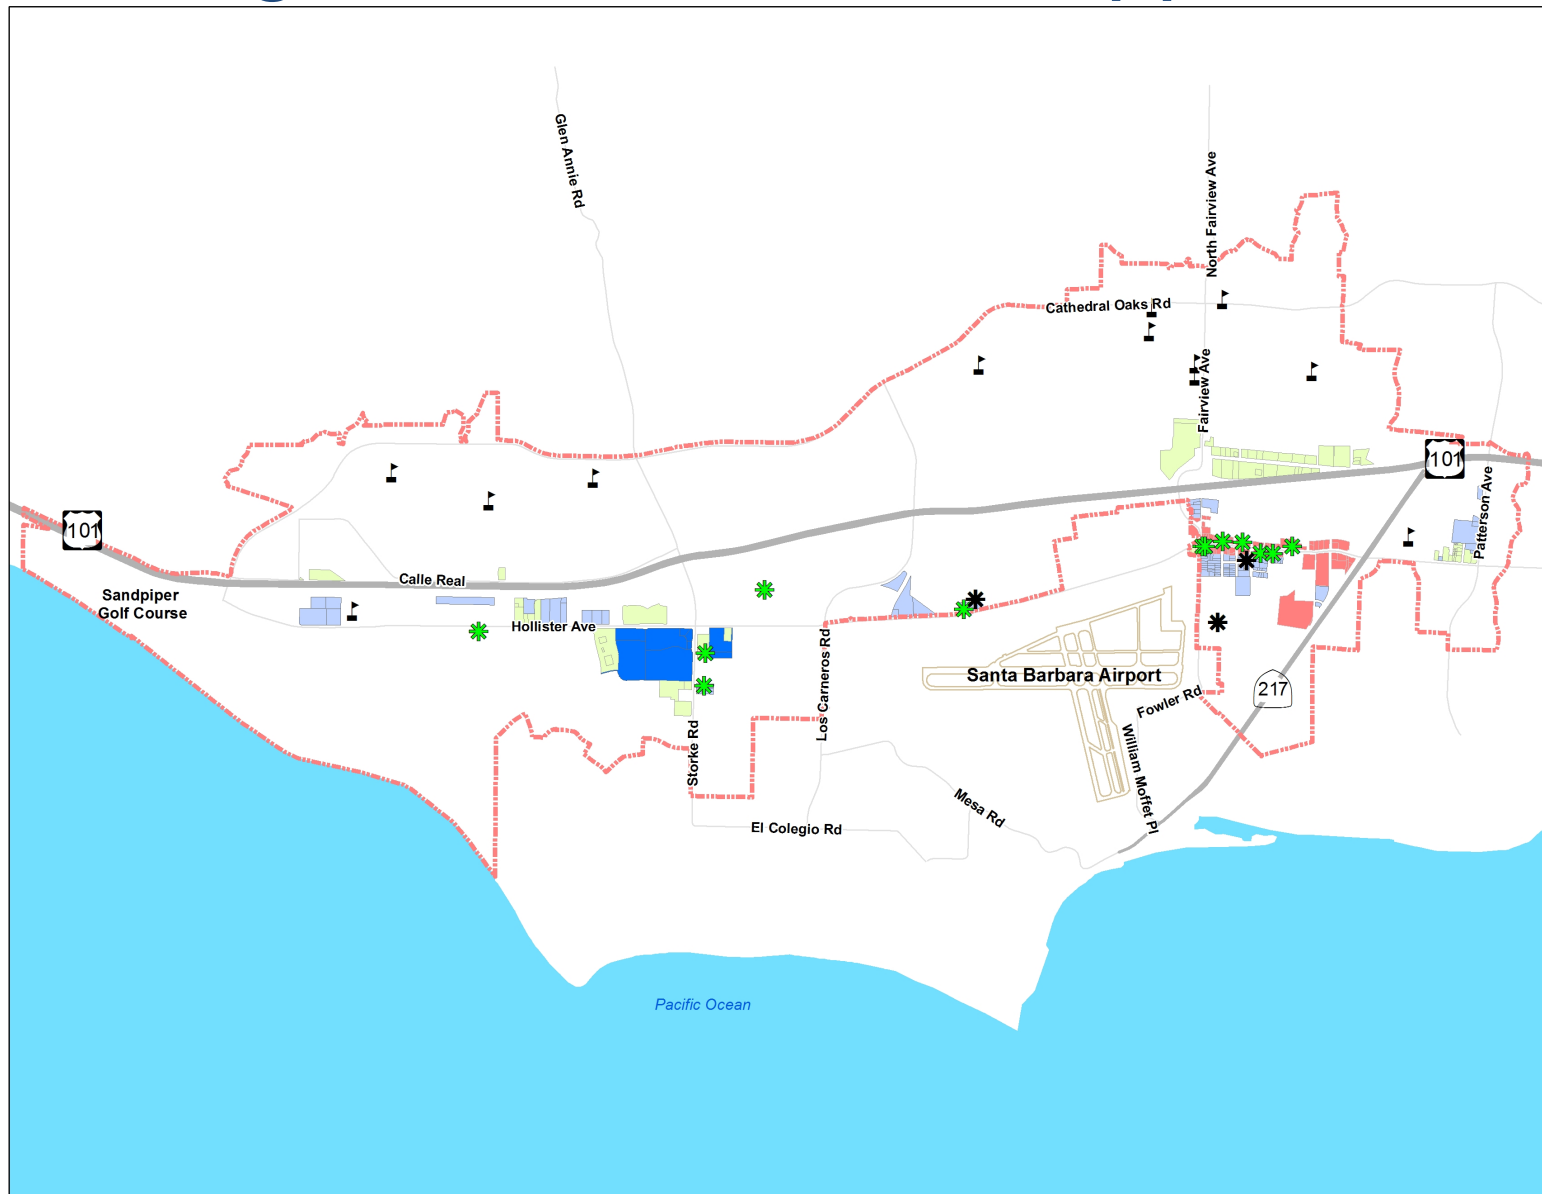 Glen Annie Rd
North Fairview Ave
Cathedral Oaks Rd
Fairview Ave
101
Patterson Ave
101
Calle Real
Sandpiper
Golf Course
Hollister Ave
Los Carneros Rd
Santa Barbara Airport
Fowler Rd
217
Storke Rd
William Moffet Pl
Mesa Rd
El Colegio Rd
Pacific Ocean